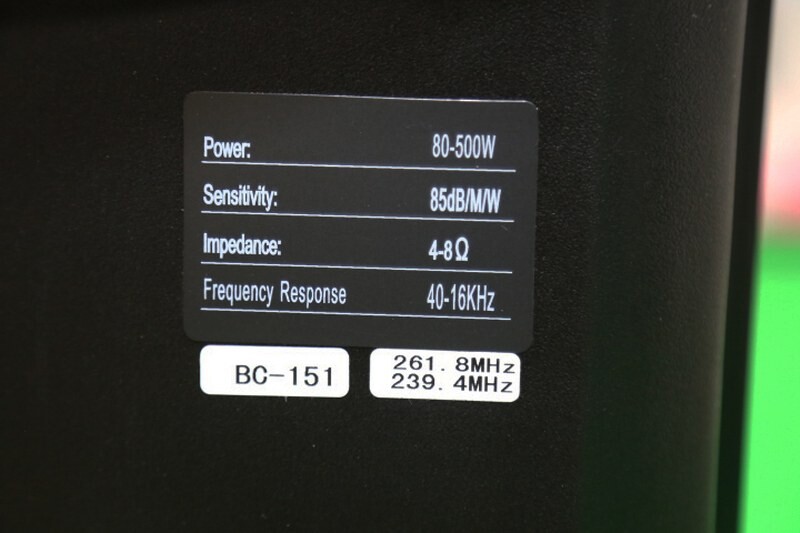 Power: 80-500W
Sensitivity: 85dB/M/W
Impedance: 4-8Ω
Frequency Response 40-16KHz
BC-151
261.8MHz
239.4MHz